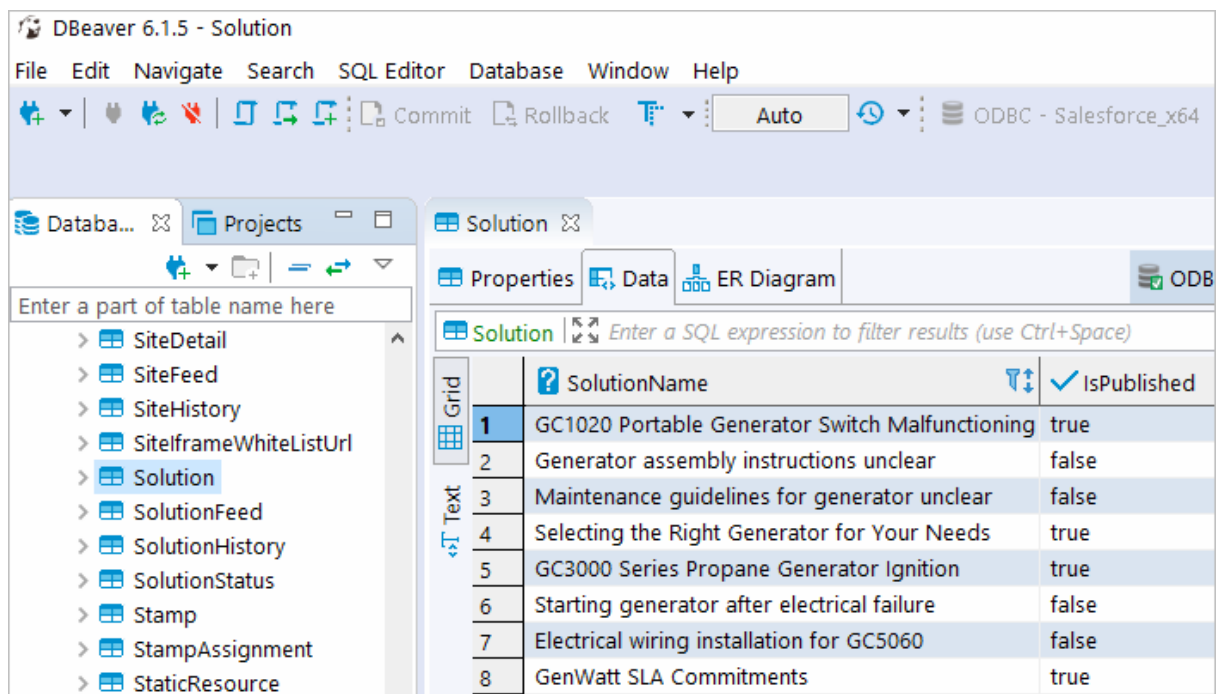 DBeaver 6.1.5 - Solution
File Edit Navigate Search SQL Editor Database Window Help
Commit Rollback Auto ODBC - Salesforce_x64
Databa... Projects
Solution
Properties Data ER Diagram ODB
Enter a part of table name here
Solution Enter a SQL expression to filter results (use Ctrl+Space)
SiteDetail
SiteFeed
SiteHistory
SiteIframeWhiteListUrl
Solution
SolutionFeed
SolutionHistory
SolutionStatus
Stamp
StampAssignment
StaticResource
Grid
Text
SolutionName IsPublished
1 GC1020 Portable Generator Switch Malfunctioning true
2 Generator assembly instructions unclear false
3 Maintenance guidelines for generator unclear false
4 Selecting the Right Generator for Your Needs true
5 GC3000 Series Propane Generator Ignition true
6 Starting generator after electrical failure false
7 Electrical wiring installation for GC5060 false
8 GenWatt SLA Commitments true